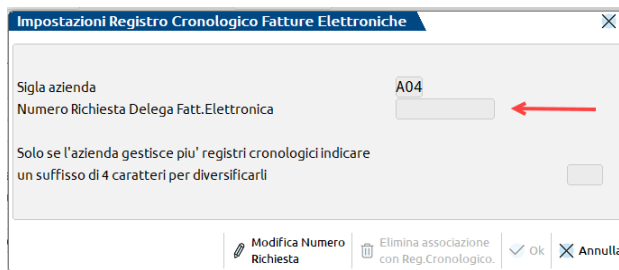 Impostazioni Registro Cronologico Fatture Elettroniche
Sigla azienda A04
Numero Richiesta Delega Fatt.Elettronica
Solo se l'azienda gestisce piu' registri cronologici indicare
un suffisso di 4 caratteri per diversificarli
Modifica Numero
Richiesta
Elimina associazione
con Reg.Cronologico.
Ok
Annulla